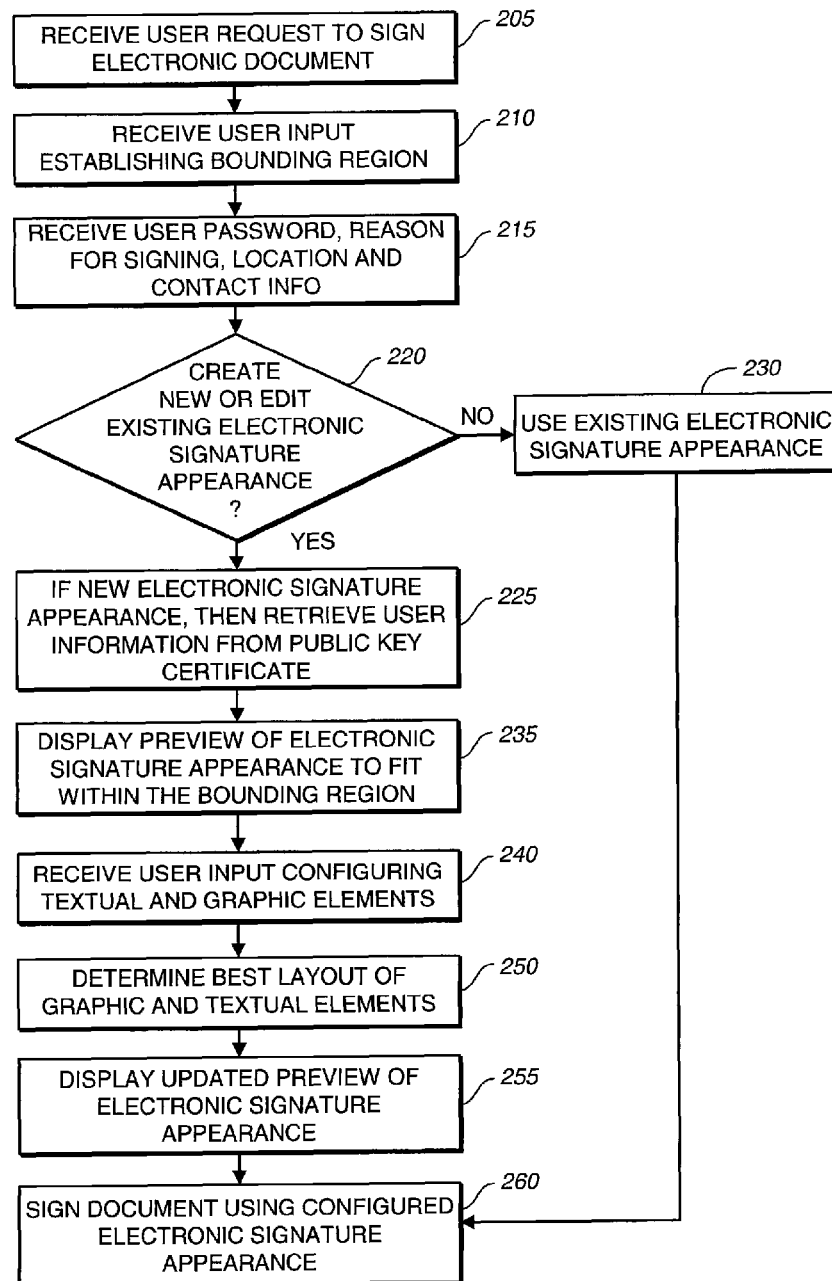 RECEIVE USER REQUEST TO SIGN
ELECTRONIC DOCUMENT
205
RECEIVE USER INPUT
ESTABLISHING BOUNDING REGION
210
RECEIVE USER PASSWORD, REASON
FOR SIGNING, LOCATION AND
CONTACT INFO
215
CREATE
NEW OR EDIT
EXISTING ELECTRONIC
SIGNATURE
APPEARANCE
?
220
NO
USE EXISTING ELECTRONIC
SIGNATURE APPEARANCE
230
YES
IF NEW ELECTRONIC SIGNATURE
APPEARANCE, THEN RETRIEVE USER
INFORMATION FROM PUBLIC KEY
CERTIFICATE
225
DISPLAY PREVIEW OF ELECTRONIC
SIGNATURE APPEARANCE TO FIT
WITHIN THE BOUNDING REGION
235
RECEIVE USER INPUT CONFIGURING
TEXTUAL AND GRAPHIC ELEMENTS
240
DETERMINE BEST LAYOUT OF
GRAPHIC AND TEXTUAL ELEMENTS
250
DISPLAY UPDATED PREVIEW OF
ELECTRONIC SIGNATURE
APPEARANCE
255
SIGN DOCUMENT USING CONFIGURED
ELECTRONIC SIGNATURE
APPEARANCE
260